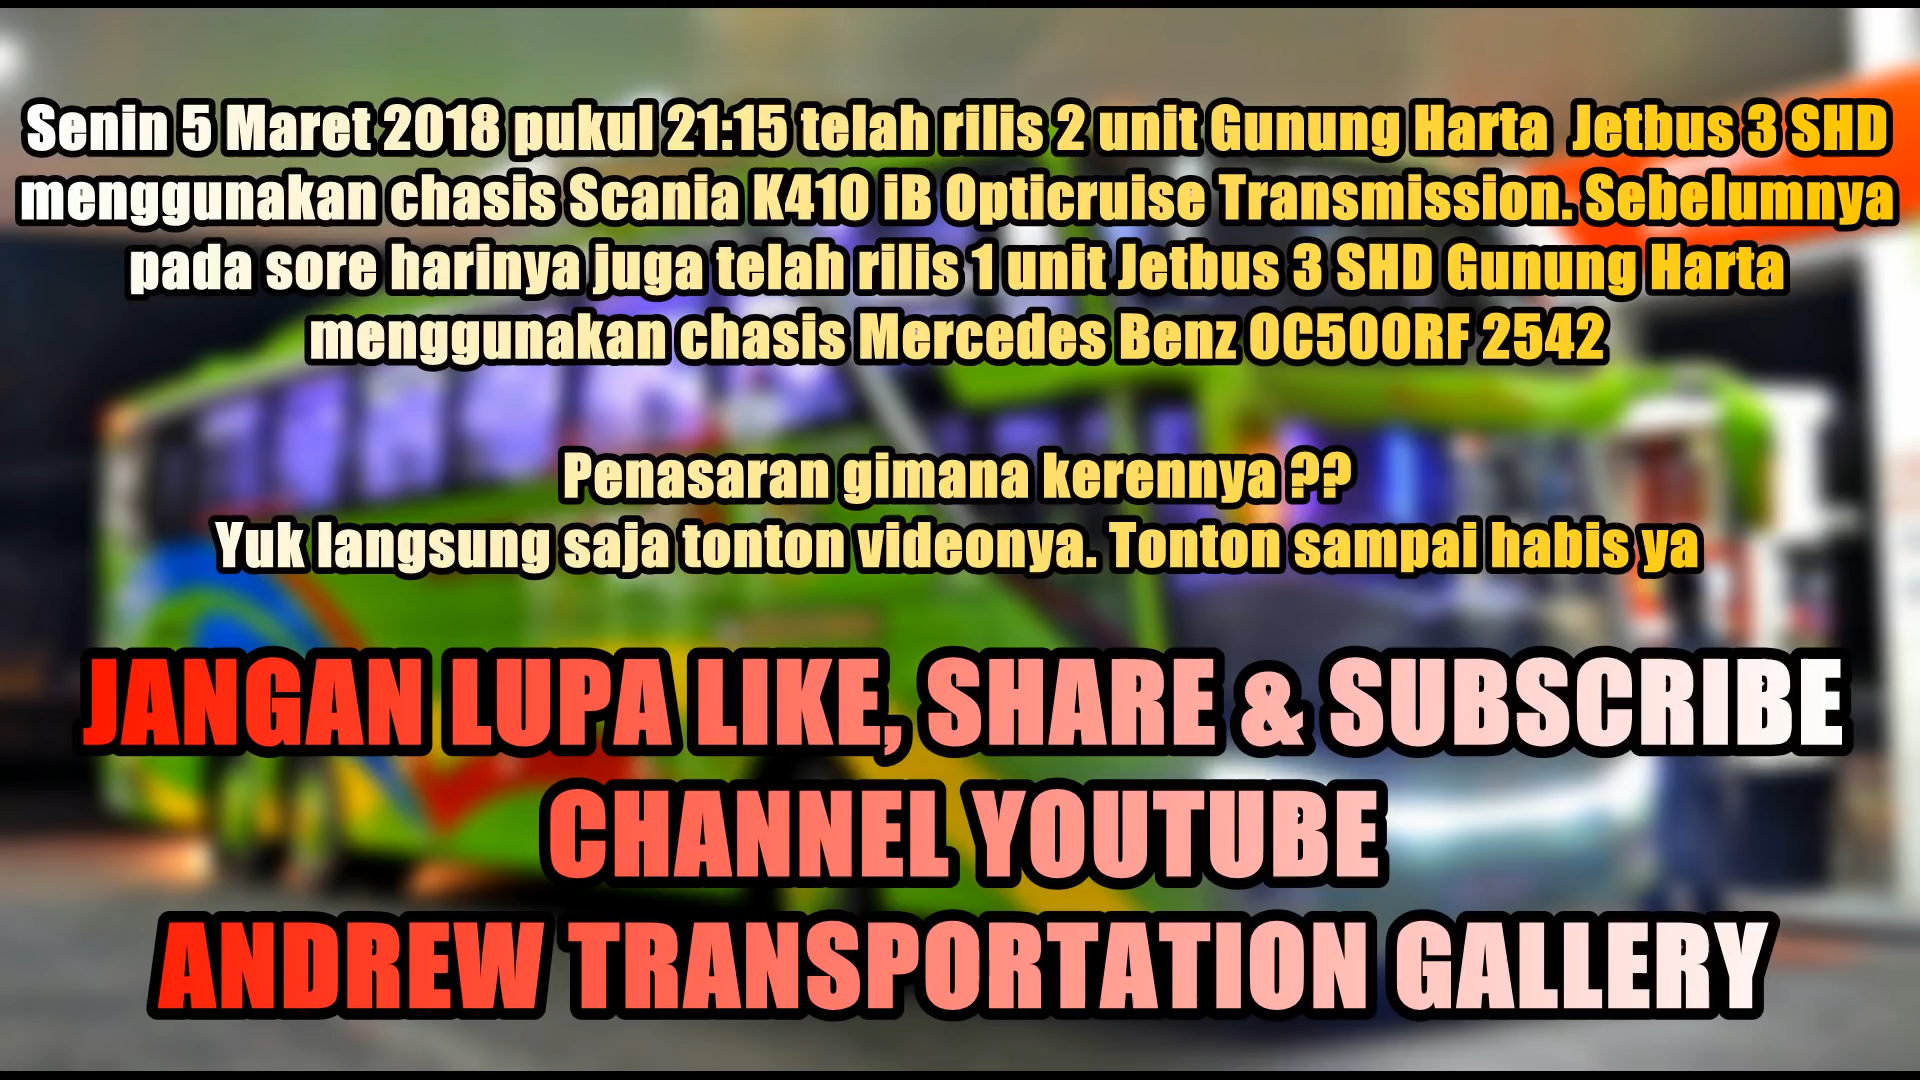 Senin 5 Maret 2018 pukul 21:15 telah rilis 2 unit Gunung Harta Jetbus 3 SHD
menggunakan chasis Scania K410 iB Opticruise Transmission. Sebelumnya
pada sore harinya juga telah rilis 1 unit Jetbus 3 SHD Gunung Harta
menggunakan chasis Mercedes Benz OC500RF 2542
Penasaran gimana kerennya ??
Yuk langsung saja tonton videonya. Tonton sampai habis ya
JANGAN LUPA LIKE, SHARE & SUBSCRIBE
CHANNEL YOUTUBE
ANDREW TRANSPORTATION GALLERY